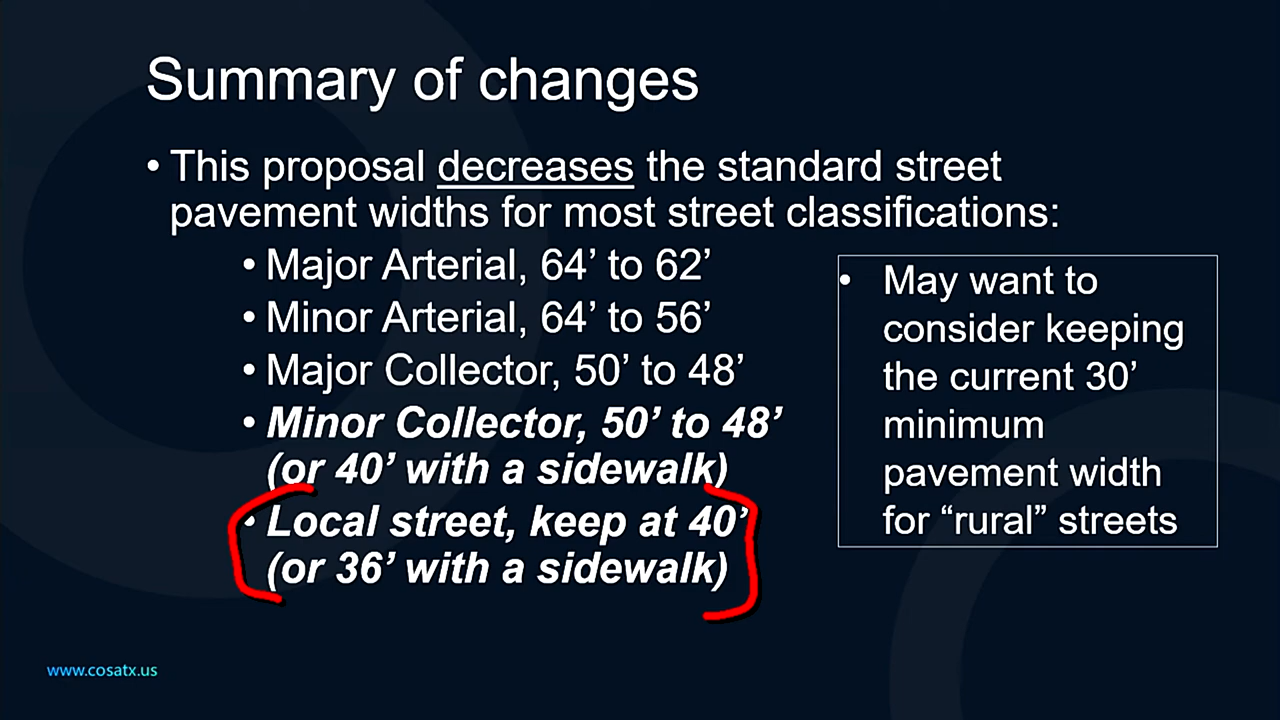 Summary of changes
• This proposal decreases the standard street
pavement widths for most street classifications:
• Major Arterial, 64’ to 62’
• Minor Arterial, 64’ to 56’
• Major Collector, 50’ to 48’
• Minor Collector, 50’ to 48’
(or 40’ with a sidewalk)
• Local street, keep at 40’
(or 36’ with a sidewalk)
• May want to
consider keeping
the current 30’
minimum
pavement width
for “rural” streets
www.cosatx.us